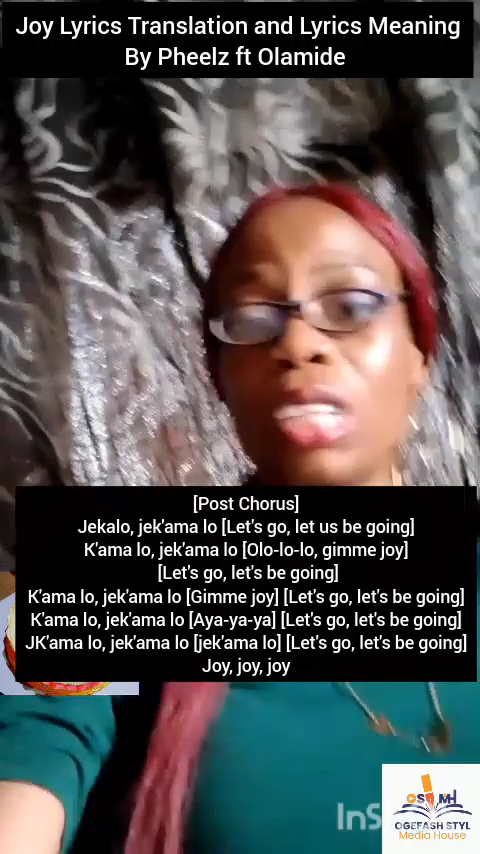 Joy Lyrics Translation and Lyrics Meaning
By Pheelz ft Olamide
[Post Chorus]
Jekalo, jek'ama lo [Let's go, let us be going]
K'ama lo, jek'ama lo [Olo-lo-lo, gimme joy]
[Let's go, let's be going]
K'ama lo, jek'ama lo [Gimme joy] [Let's go, let's be going]
K'ama lo, jek'ama lo [Aya-ya-ya] [Let's go, let's be going]
JK'ama lo, jek'ama lo [jek'ama lo] [Let's go, let's be going]
Joy, joy, joy
OGEFASH STYL
Media House